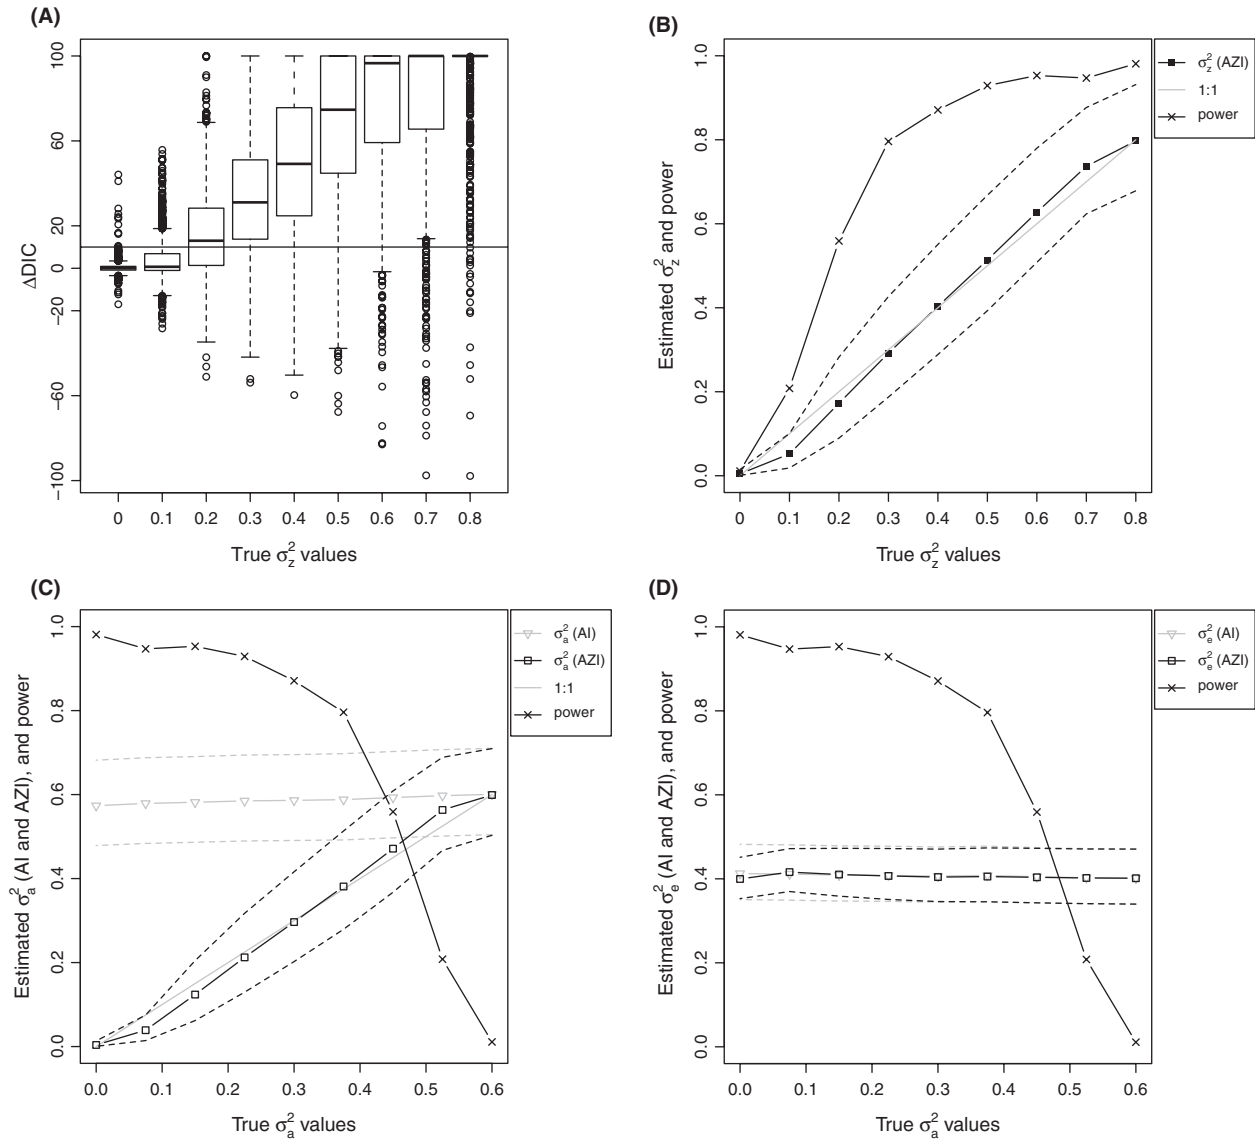 (A)
ΔDIC
100
60
20
0
−20
−60
−100
0 0.1 0.2 0.3 0.4 0.5 0.6 0.7 0.8
True σ²z values
(B)
Estimated σ²z and power
1.0
0.8
0.6
0.4
0.2
0.0
0 0.1 0.2 0.3 0.4 0.5 0.6 0.7 0.8
True σ²z values
σ²z (AZI)
1:1
power
(C)
Estimated σ²a (AI and AZI), and power
1.0
0.8
0.6
0.4
0.2
0.0
0.0 0.1 0.2 0.3 0.4 0.5 0.6
True σ²a values
σ²a (AI)
σ²a (AZI)
1:1
power
(D)
Estimated σ²e (AI and AZI), and power
1.0
0.8
0.6
0.4
0.2
0.0
0.0 0.1 0.2 0.3 0.4 0.5 0.6
True σ²a values
σ²e (AI)
σ²e (AZI)
power